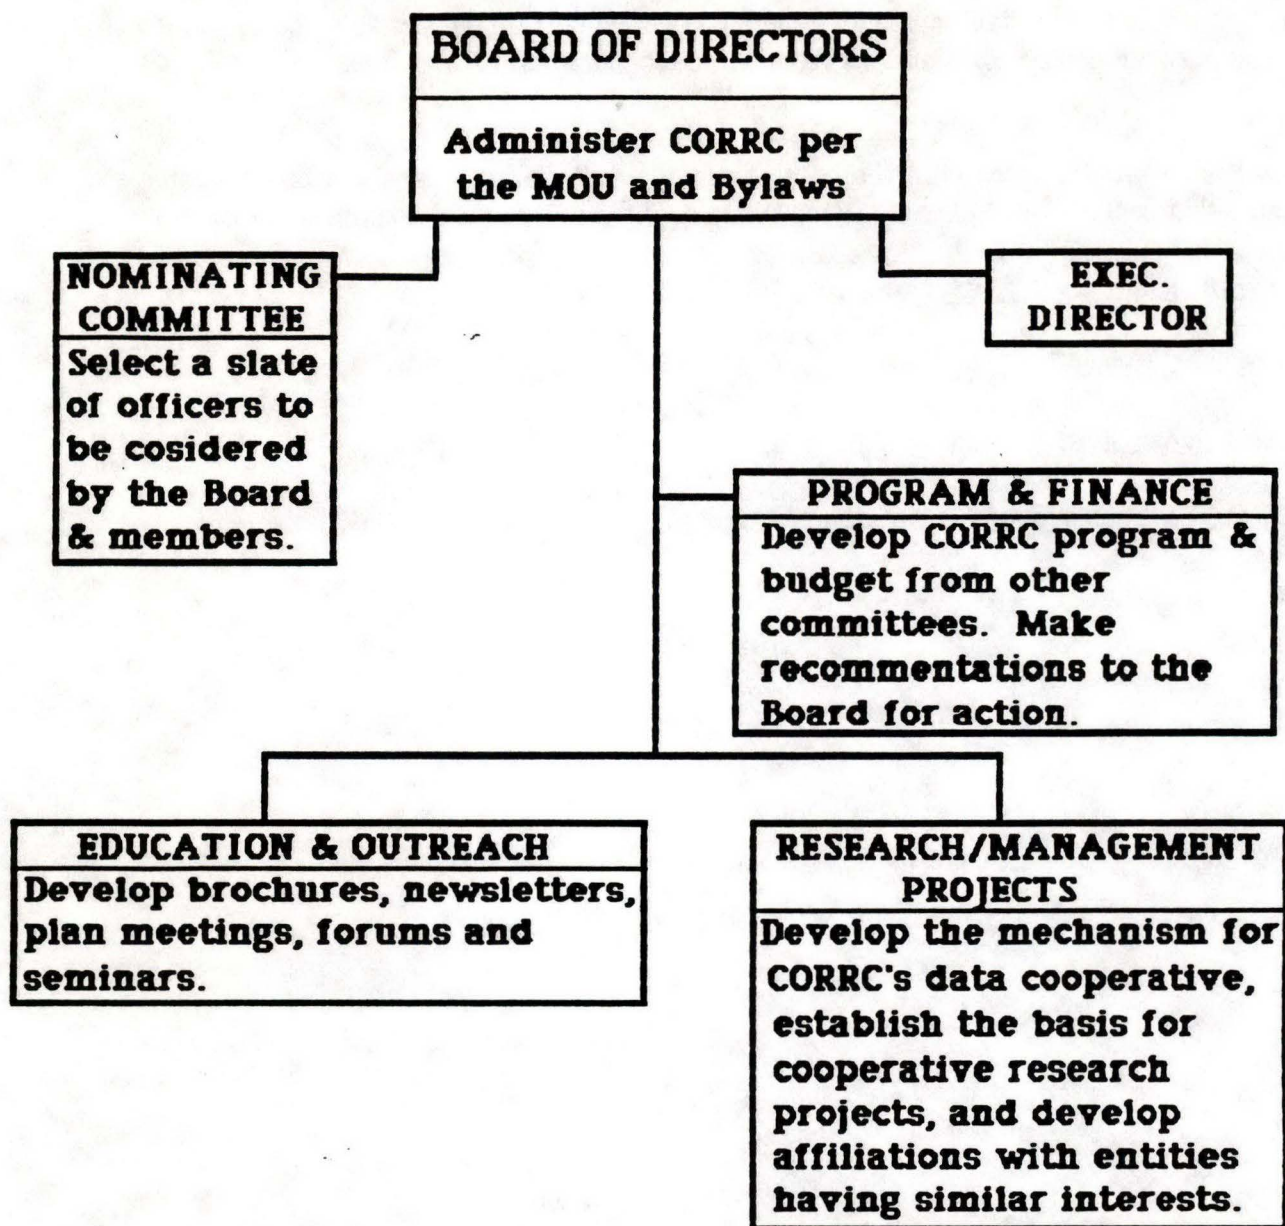 BOARD OF DIRECTORS
Administer CORRC per
the MOU and Bylaws
NOMINATING
COMMITTEE
Select a slate
of officers to
be cosidered
by the Board
& members.
EXEC.
DIRECTOR
PROGRAM & FINANCE
Develop CORRC program &
budget from other
committees. Make
recommentations to the
Board for action.
EDUCATION & OUTREACH
Develop brochures, newsletters,
plan meetings, forums and
seminars.
RESEARCH/MANAGEMENT
PROJECTS
Develop the mechanism for
CORRC's data cooperative,
establish the basis for
cooperative research
projects, and develop
affiliations with entities
having similar interests.